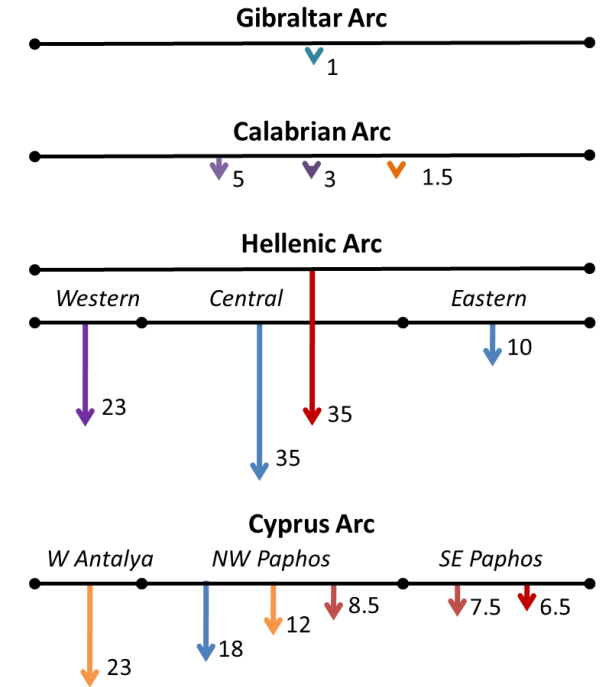 Gibraltar Arc
1
Calabrian Arc
5 3 1.5
Hellenic Arc
Western Central Eastern
10
23 35
35
Cyprus Arc
W Antalya NW Paphos SE Paphos
8.5 7.5 6.5
12
18
23